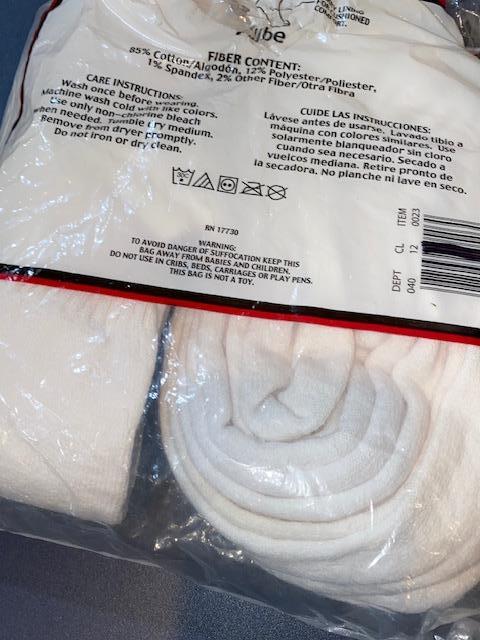 LINING
CUSHIONED
FIBER CONTENT:
85% Cotton/Algodón, 12% Polyester/Poliester,
1% Spandex, 2% Other Fiber/Otra Fibra
CARE INSTRUCTIONS:
Wash once before wearing.
Machine wash cold with like colors.
Use only non-chlorine bleach
when needed. Tumble dry medium.
Remove from dryer promptly.
Do not iron or dry clean.
CUIDE LAS INSTRUCCIONES:
Lávese antes de usarse. Lavado tibio a
máquina con colores similares. Use
solarmente blanqueador sin cloro
cuando sea necesario. Secado a
vuelcos mediana. Retire pronto de
la secadora. No planche ni lave en seco.
30C
RN 17730
WARNING:
TO AVOID DANGER OF SUFFOCATION KEEP THIS
BAG AWAY FROM BABIES AND CHILDREN.
DO NOT USE IN CRIBS, BEDS, CARRIAGES OR PLAY PENS.
THIS BAG IS NOT A TOY.
DEPT CL ITEM
040 12 0023